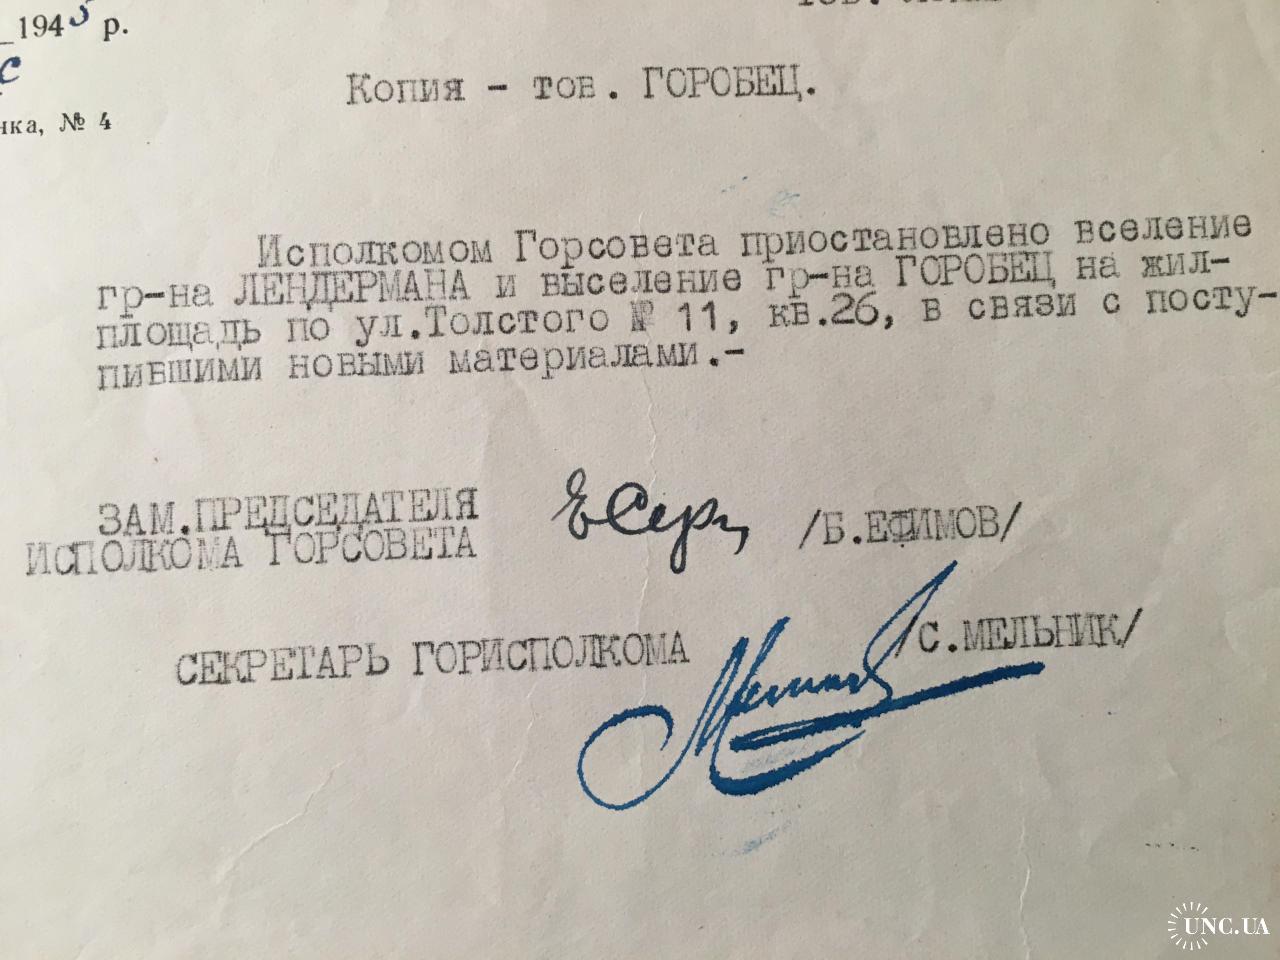 1945 р.
Копия - тов. ГОРОБЕЦ.
№ 4
Исполкомом Горсовета приостановлено вселение
гр-на ЛЕНДЕРМАНА и выселение гр-на ГОРОБЕЦ на жил-
площадь по ул.Толстого № 11, кв.26, в связи с посту-
пившими новыми материалами.-
ЗАМ.ПРЕДСЕДАТЕЛЯ
ИСПОЛКОМА ГОРСОВЕТА
/Б.ЕФИМОВ/
СЕКРЕТАРЬ ГОРИСПОЛКОМА
/С.МЕЛЬНИК/
UNC.UA